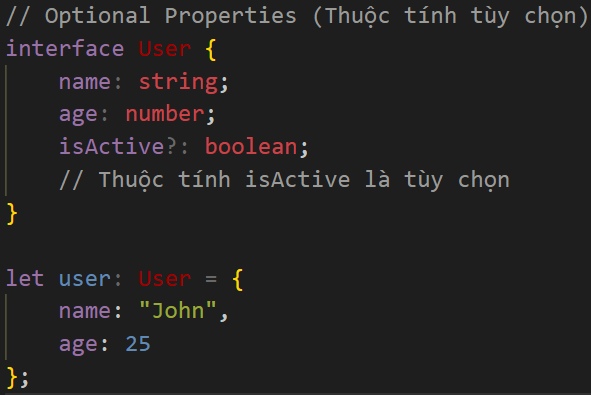 // Optional Properties (Thuộc tính tùy chọn)
interface User {
    name: string;
    age: number;
    isActive?: boolean;
    // Thuộc tính isActive là tùy chọn
}

let user: User = {
    name: "John",
    age: 25
};